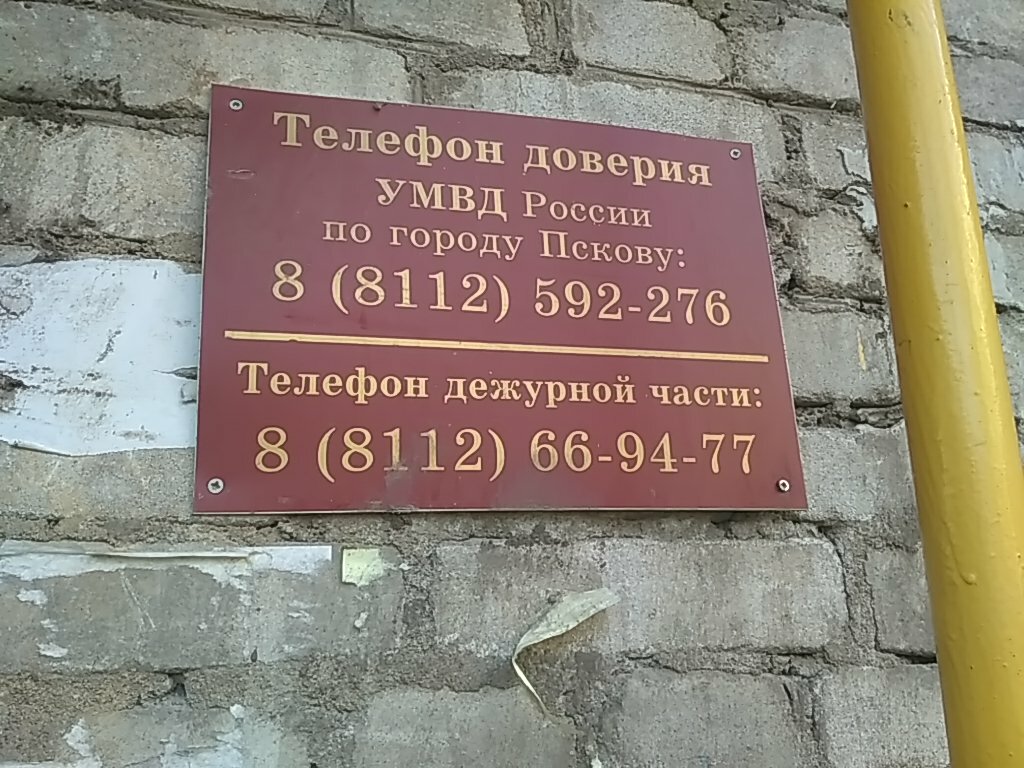 Телефон доверия
УМВД России
по городу Пскову:
8 (8112) 592-276
Телефон дежурной части:
8 (8112) 66-94-77